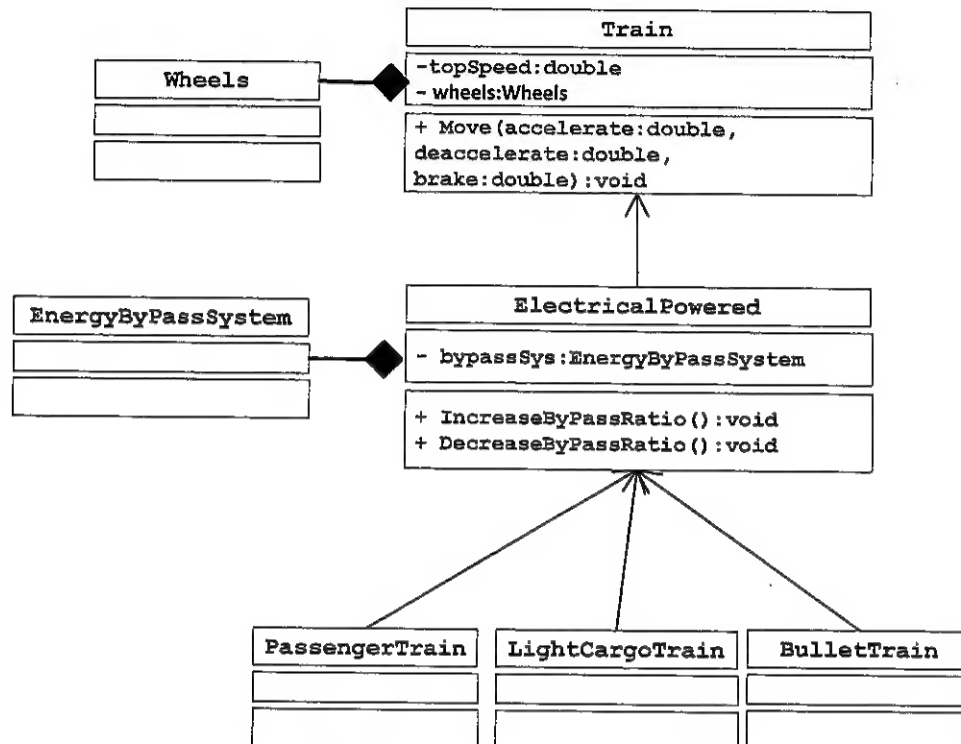 Train
-topSpeed:double
- wheels:Wheels
+ Move(accelerate:double,
deaccelerate:double,
brake:double):void
Wheels
ElectricalPowered
- bypassSys:EnergyByPassSystem
+ IncreaseByPassRatio():void
+ DecreaseByPassRatio():void
EnergyByPassSystem
PassengerTrain
LightCargoTrain
BulletTrain